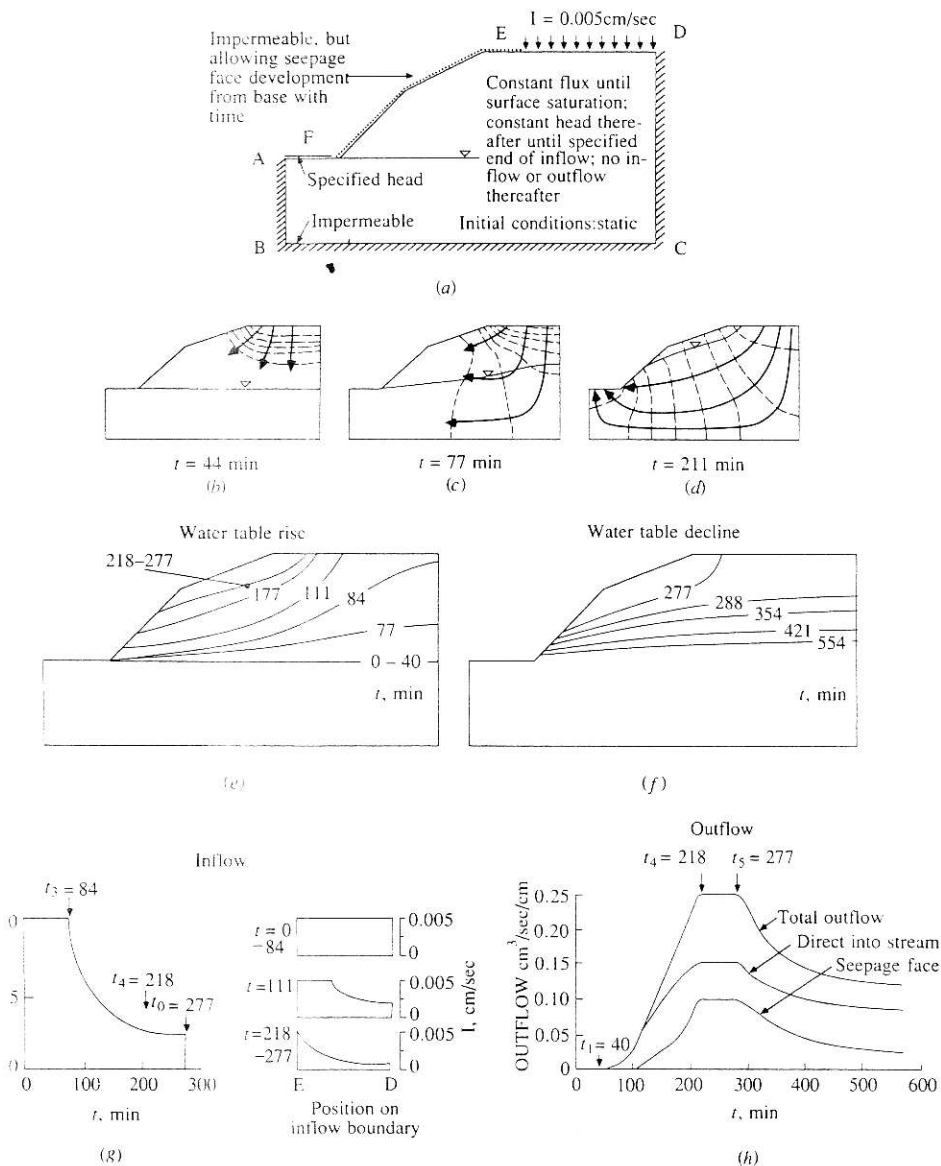 I = 0.005cm/sec
E
D
Impermeable, but
allowing seepage
face development
from base with
time
Constant flux until
surface saturation;
constant head there-
after until specified
end of inflow; no in-
flow or outflow
thereafter
F
A
Specified head
Impermeable
Initial conditions:static
B
C
(a)
t = 44 min
(b)
t = 77 min
(c)
t = 211 min
(d)
Water table rise
218–277
177
111
84
77
0 – 40
t, min
(e)
Water table decline
277
288
354
421
554
t, min
(f)
Inflow
t3 = 84
t4 = 218
t0 = 277
0
5
0
0 100 200 300
t, min
(g)
t = 0
–84
0.005
0
t=111
0.005
0
t=218
–277
0.005
0
I, cm/sec
E D
Position on
inflow boundary
Outflow
t4 = 218
t5 = 277
0.25
0.20
0.15
0.10
0.05
0
OUTFLOW cm³/sec/cm
Total outflow
Direct into stream
Seepage face
t1 = 40
0 100 200 300 400 500 600
t, min
(h)